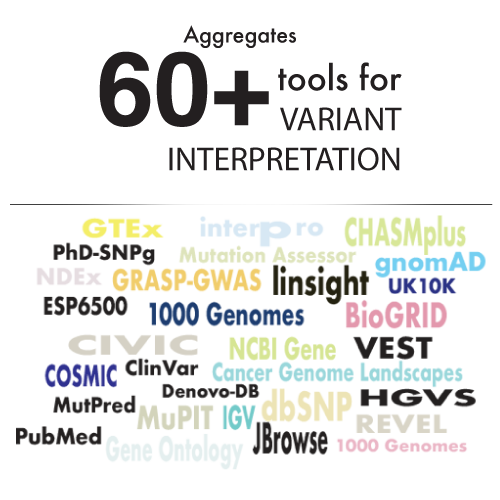 Aggregates
60+ tools for
VARIANT
INTERPRETATION
GTEx interpro CHASMplus
PhD-SNPg Mutation Assessor gnomAD
NDEx GRASP-GWAS linsight UK10K
ESP6500 1000 Genomes BioGRID
CIVIC NCBI Gene VEST
COSMIC ClinVar Cancer Genome Landscapes
MutPred Denovo-DB dbSNP HGVS
MuPIT IGV REVEL
PubMed Gene Ontology JBrowse 1000 Genomes